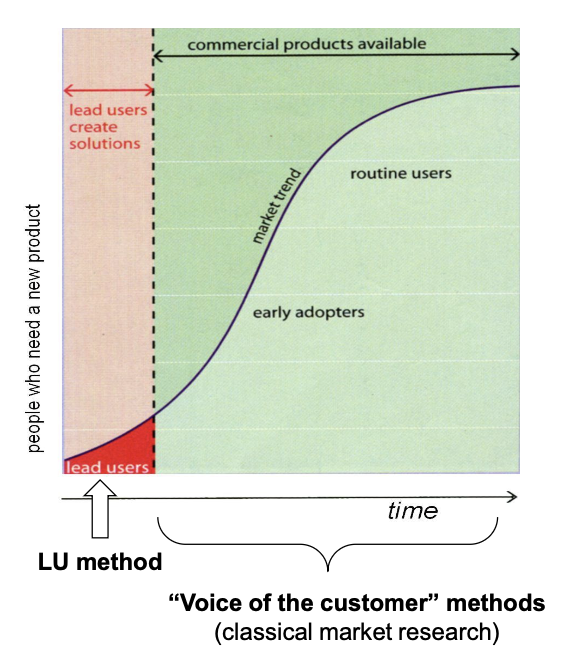 commercial products available
lead users
create
solutions
routine users
market trend
early adopters
people who need a new product
lead users
time
LU method
“Voice of the customer” methods
(classical market research)